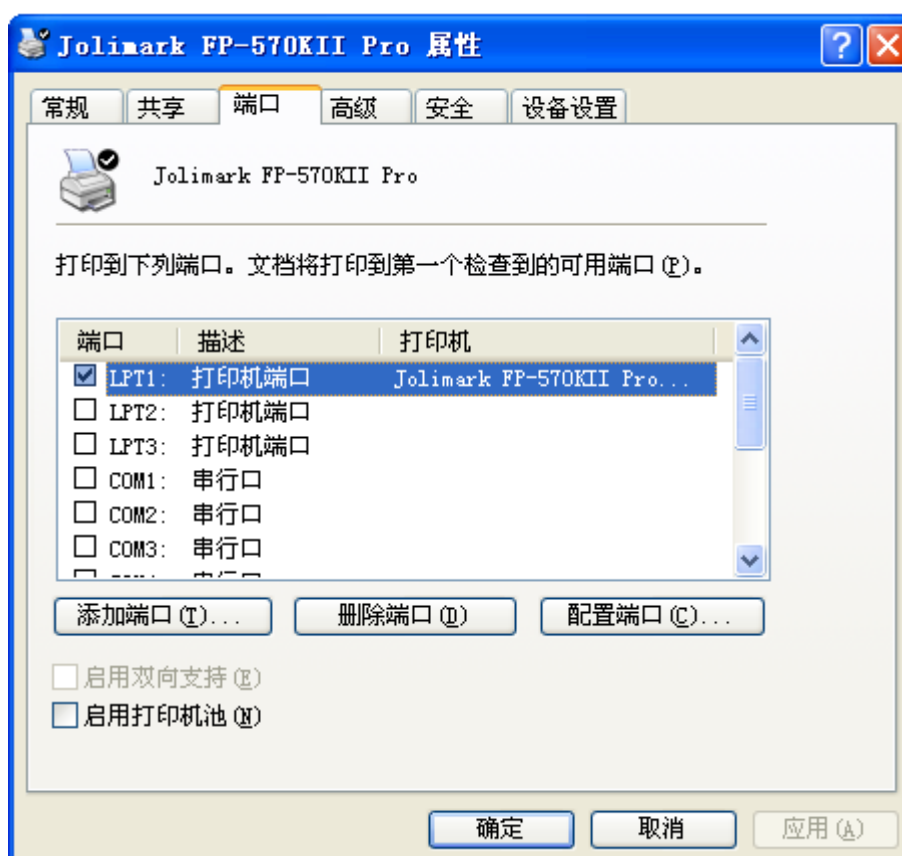 Jolimark FP-570KII Pro 属性
常规 共享 端口 高级 安全 设备设置
Jolimark FP-570KII Pro
打印到下列端口。文档将打印到第一个检查到的可用端口(P)。
端口 描述 打印机
LPT1: 打印机端口 Jolimark FP-570KII Pro...
LPT2: 打印机端口
LPT3: 打印机端口
COM1: 串行口
COM2: 串行口
COM3: 串行口
添加端口(T)... 删除端口(D) 配置端口(C)...
启用双向支持(E)
启用打印机池(N)
确定 取消 应用(A)